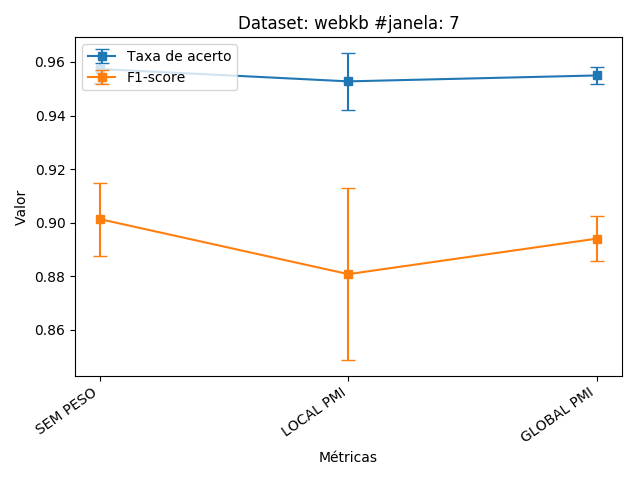 Dataset: webkb #janela: 7
Taxa de acerto
F1-score
Valor
0.96
0.94
0.92
0.90
0.88
0.86
SEM PESO
LOCAL PMI
GLOBAL PMI
Métricas